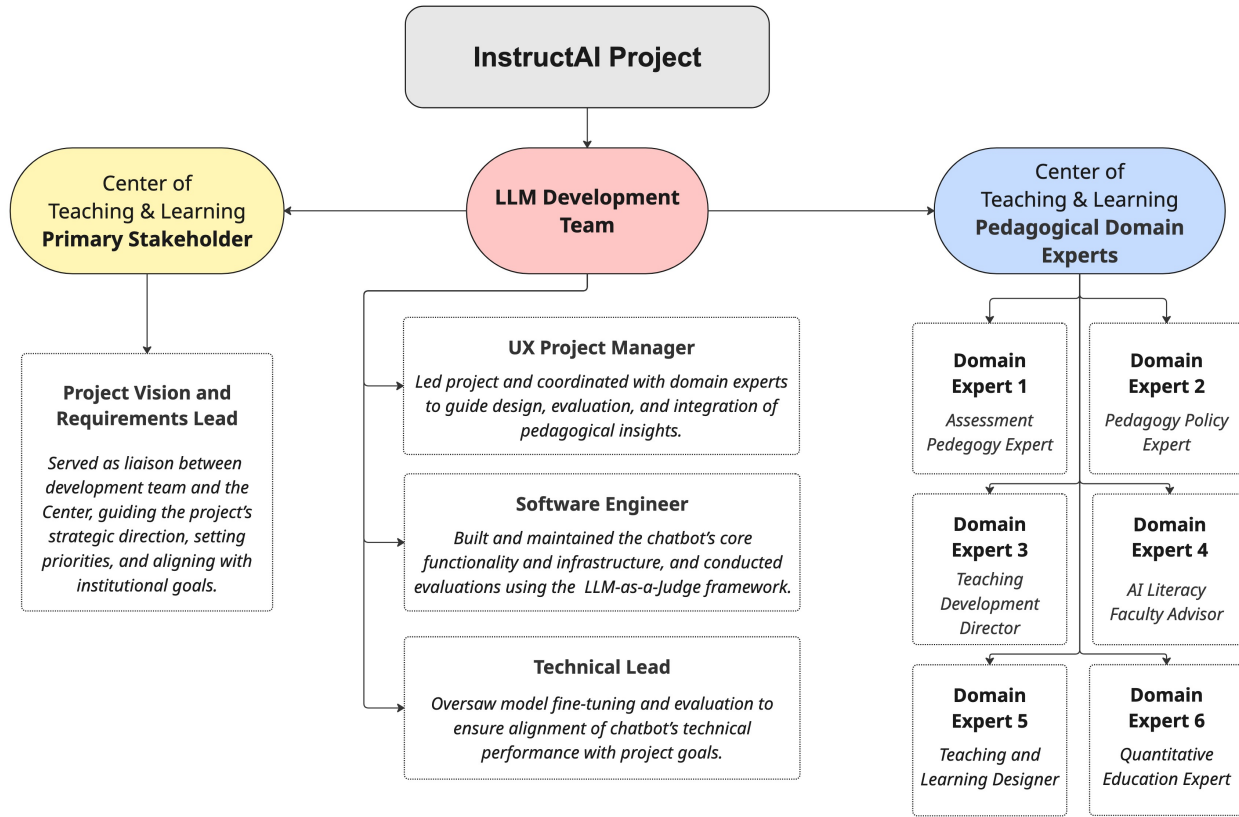 InstructAI Project
Center of
Teaching & Learning
Primary Stakeholder
LLM Development
Team
Center of
Teaching & Learning
Pedagogical Domain
Experts
Project Vision and
Requirements Lead
Served as liaison between
development team and the
Center, guiding the project's
strategic direction, setting
priorities, and aligning with
institutional goals.
UX Project Manager
Led project and coordinated with domain experts
to guide design, evaluation, and integration of
pedagogical insights.
Software Engineer
Built and maintained the chatbot's core
functionality and infrastructure, and conducted
evaluations using the LLM-as-a-Judge framework.
Technical Lead
Oversaw model fine-tuning and evaluation to
ensure alignment of chatbot's technical
performance with project goals.
Domain
Expert 1
Assessment
Pedegogy Expert
Domain
Expert 2
Pedagogy Policy
Expert
Domain
Expert 3
Teaching
Development
Director
Domain
Expert 4
AI Literacy
Faculty Advisor
Domain
Expert 5
Teaching and
Learning Designer
Domain
Expert 6
Quantitative
Education Expert